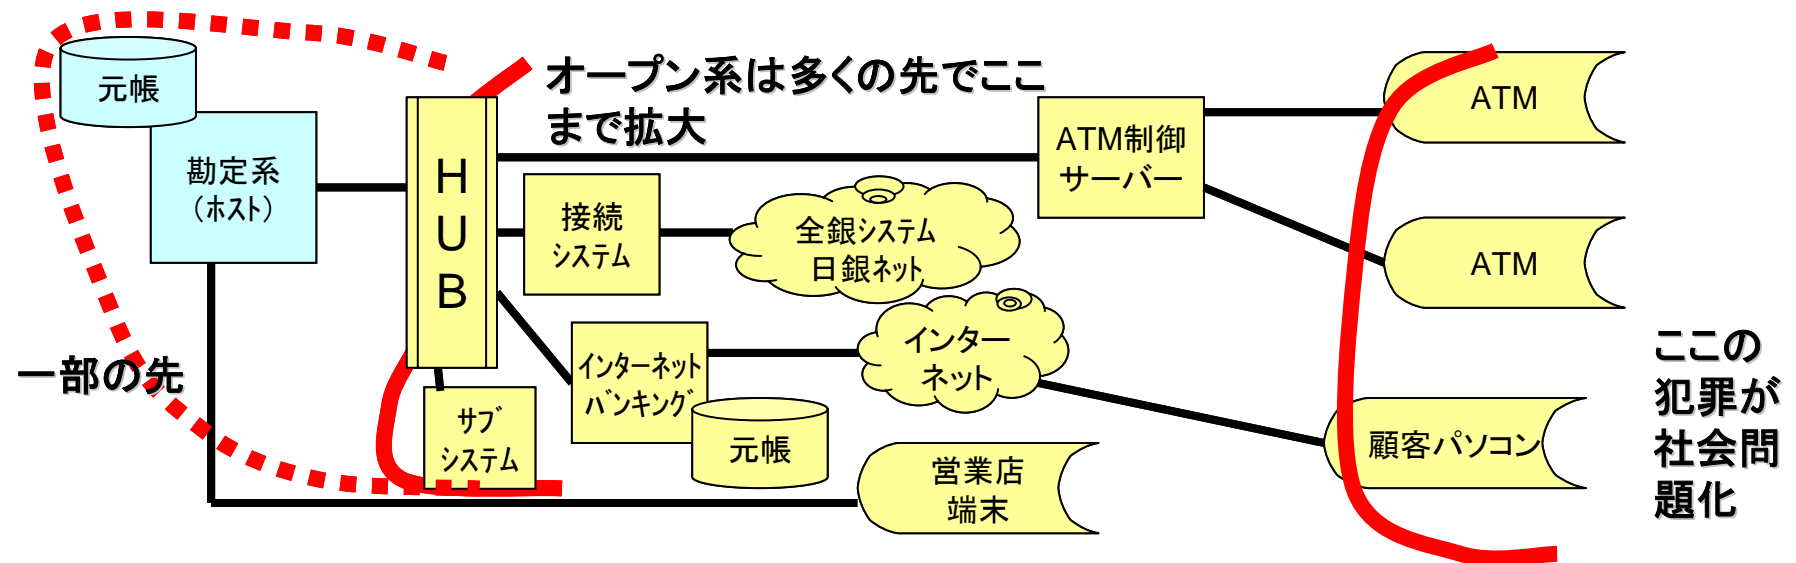 元帳
勘定系
（ホスト）
H
U
B
オープン系は多くの先でここ
まで拡大
接続
システム
全銀システム
日銀ネット
ATM制御
サーバー
ATM
ATM
一部の先
サブ
システム
インターネット
バンキング
元帳
インター
ネット
営業店
端末
顧客パソコン
ここの
犯罪が
社会問
題化